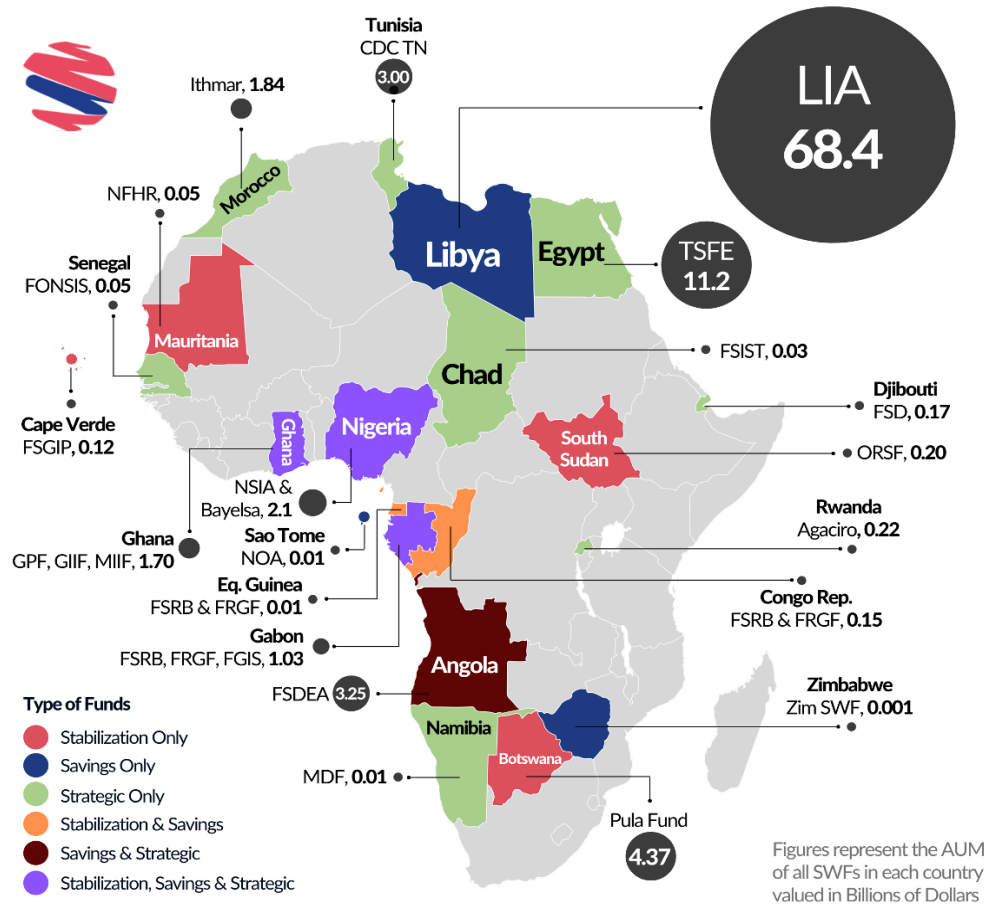 Tunisia
CDC TN
3.00
Ithmar, 1.84
LIA
68.4
Morocco
NFHR, 0.05
Libya
Egypt
TSFE
11.2
Senegal
FONSIS, 0.05
Mauritania
Chad
FSIST, 0.03
Djibouti
FSD, 0.17
Cape Verde
FSGIP, 0.12
Ghana
Nigeria
South
Sudan
ORSF, 0.20
NSIA &
Bayelsa, 2.1
Rwanda
Agaciro, 0.22
Ghana
GPF, GIIF, MIIF, 1.70
Sao Tome
NOA, 0.01
Eq. Guinea
FSRB & FRGF, 0.01
Congo Rep.
FSRB & FRGF, 0.15
Gabon
FSRB, FRGF, FGIS, 1.03
Angola
FSDEA 3.25
Zimbabwe
Zim SWF, 0.001
Namibia
Botswana
MDF, 0.01
Pula Fund
4.37
Type of Funds
Stabilization Only
Savings Only
Strategic Only
Stabilization & Savings
Savings & Strategic
Stabilization, Savings & Strategic
Figures represent the AUM
of all SWFs in each country
valued in Billions of Dollars